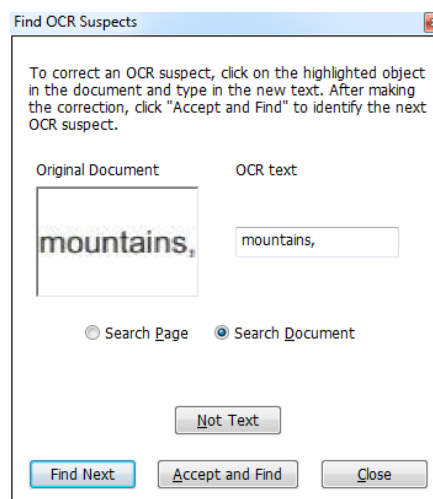 Find OCR Suspects
To correct an OCR suspect, click on the highlighted object
in the document and type in the new text. After making
the correction, click "Accept and Find" to identify the next
OCR suspect.
Original Document OCR text
mountains, mountains,
Search Page Search Document
Not Text
Find Next Accept and Find Close